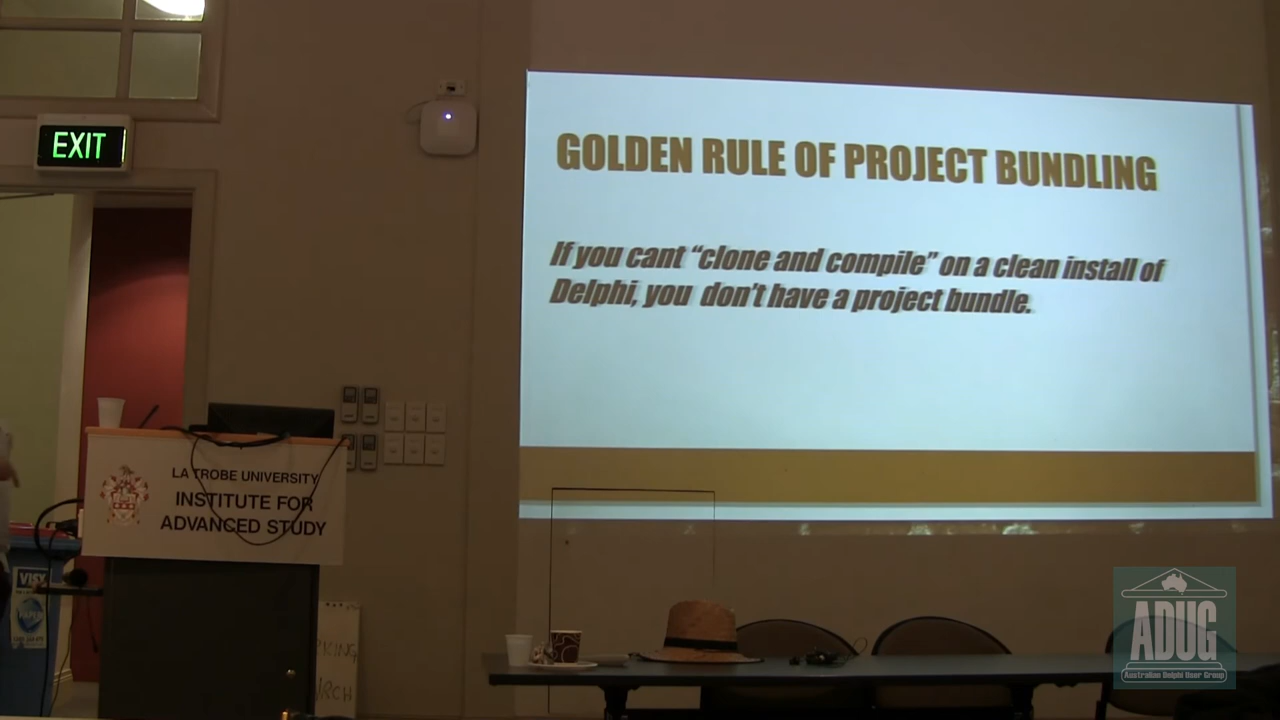 EXIT
GOLDEN RULE OF PROJECT BUNDLING
If you cant “clone and compile” on a clean install of
Delphi, you don’t have a project bundle.
LA TROBE UNIVERSITY
INSTITUTE FOR
ADVANCED STUDY
VISY
ADUG
Australian Delphi User Group